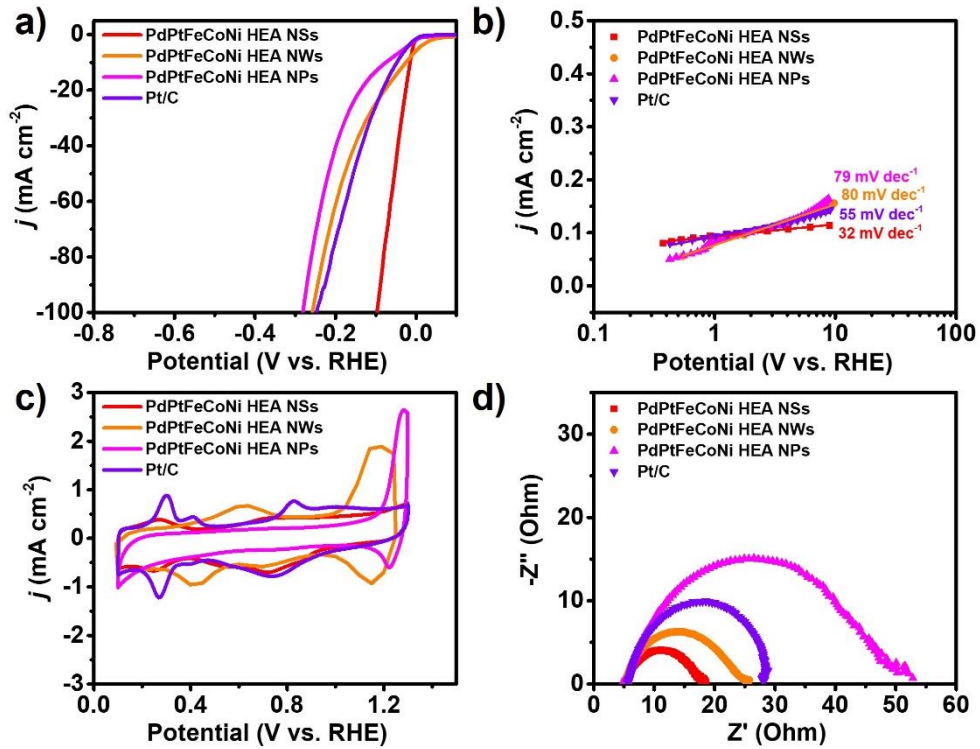 a)
PdPtFeCoNi HEA NSs
PdPtFeCoNi HEA NWs
PdPtFeCoNi HEA NPs
Pt/C
j (mA cm-2)
0
-20
-40
-60
-80
-100
-0.8
-0.6
-0.4
-0.2
0.0
Potential (V vs. RHE)
b)
PdPtFeCoNi HEA NSs
PdPtFeCoNi HEA NWs
PdPtFeCoNi HEA NPs
Pt/C
79 mV dec-1
80 mV dec-1
55 mV dec-1
32 mV dec-1
j (mA cm-2)
0.5
0.4
0.3
0.2
0.1
0.0
0.1
1
10
100
Potential (V vs. RHE)
c)
PdPtFeCoNi HEA NSs
PdPtFeCoNi HEA NWs
PdPtFeCoNi HEA NPs
Pt/C
j (mA cm-2)
3
2
1
0
-1
-2
-3
0.0
0.4
0.8
1.2
Potential (V vs. RHE)
d)
PdPtFeCoNi HEA NSs
PdPtFeCoNi HEA NWs
PdPtFeCoNi HEA NPs
Pt/C
-Z" (Ohm)
30
20
10
0
0
10
20
30
40
50
60
Z' (Ohm)